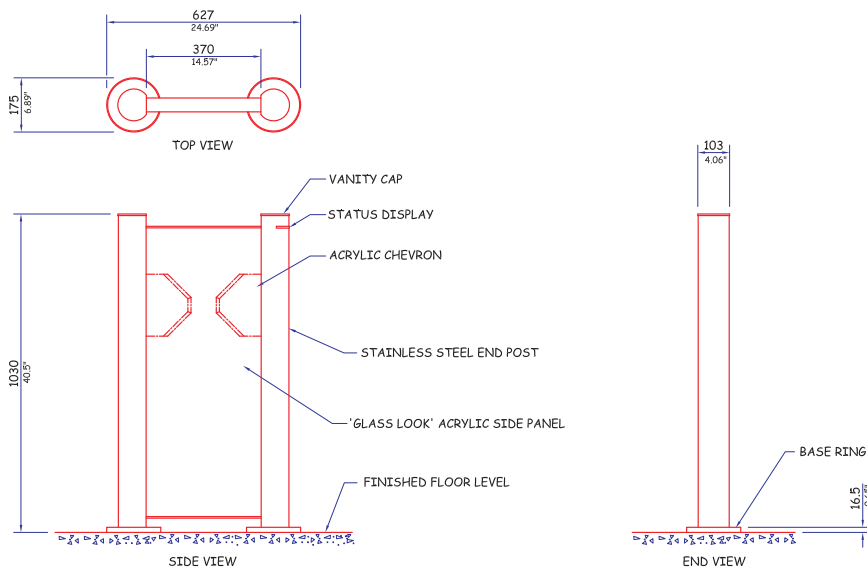 627
24.69"
370
14.57"
175
6.89"
TOP VIEW
103
4.06"
VANITY CAP
STATUS DISPLAY
ACRYLIC CHEVRON
1030
40.5"
STAINLESS STEEL END POST
'GLASS LOOK' ACRYLIC SIDE PANEL
BASE RING
FINISHED FLOOR LEVEL
16.5
SIDE VIEW
END VIEW